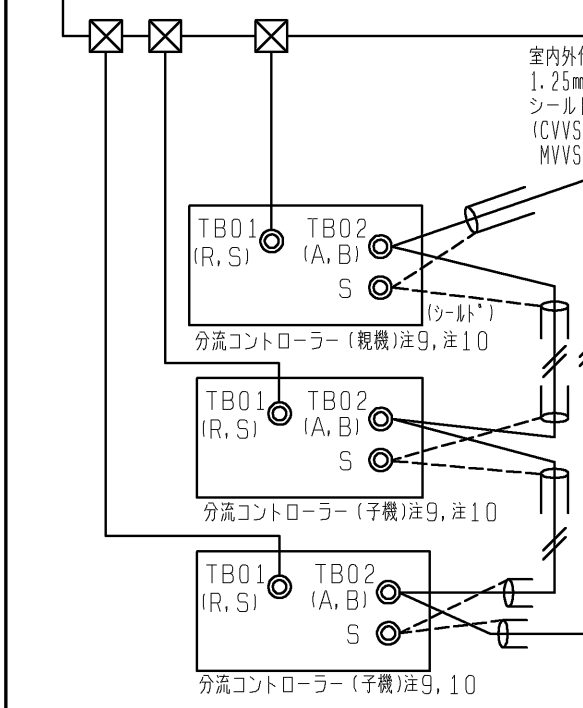 室内外
1.25m
シール
(CVVS
MVVS
TB01 TB02
(R,S) (A,B)
S
(シールド)
分流コントローラー(親機)注9,注10
TB01 TB02
(R,S) (A,B)
S
分流コントローラー(子機)注9,注10
TB01 TB02
(R,S) (A,B)
S
分流コントローラー(子機)注9,10